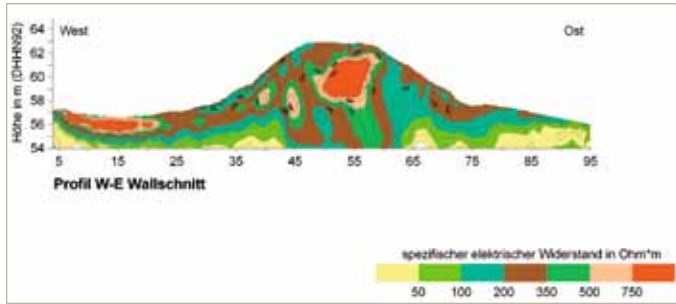 64
West
Ost
62
60
58
56
54
Höhe in m (DHHN92)
5 15 25 35 45 55 65 75 85 95
Profil W-E Wallschnitt
spezifischer elektrischer Widerstand in Ohm*m
50 100 200 350 500 750